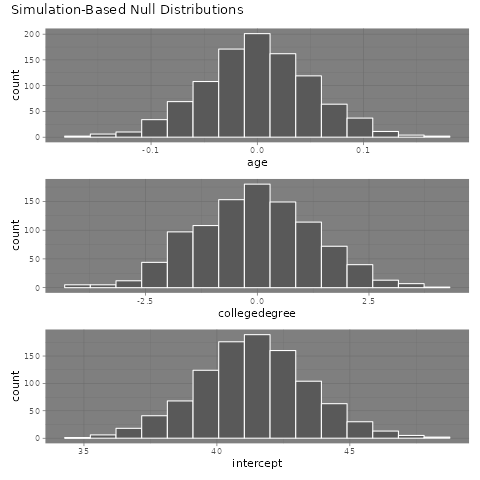 Simulation-Based Null Distributions
200
150
100
50
0
count
-0.1 0.0 0.1
age
150
100
50
0
count
-2.5 0.0 2.5
collegedegree
150
100
50
0
count
35 40 45
intercept